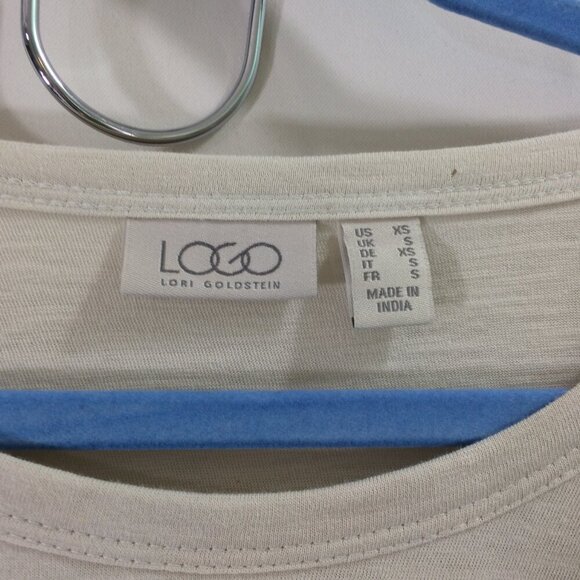 LOGO
LORI GOLDSTEIN
US XS
UK S
DE XS
IT S
FR S
MADE IN
INDIA